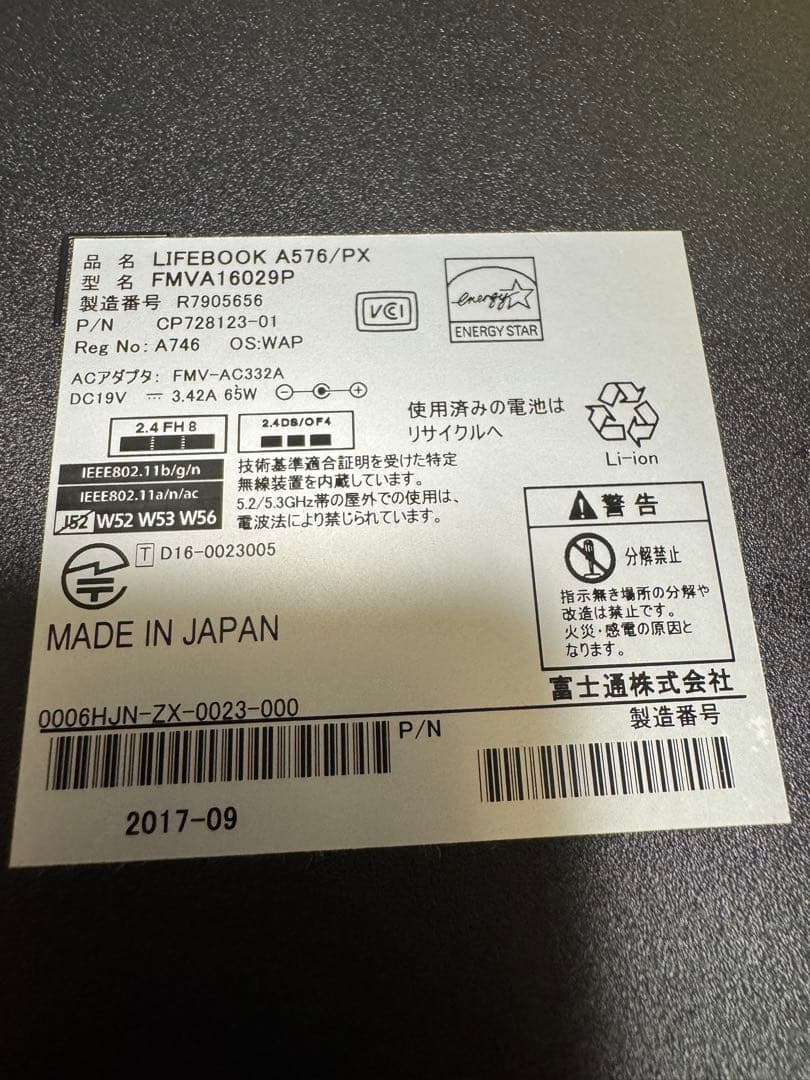 品 名 LIFEBOOK A576/PX
型 名 FMVA16029P
製造番号 R7905656
P/N CP728123-01
Reg No: A746 OS:WAP
VCI
energy
ENERGY STAR
ACアダプタ: FMV-AC332A
DC19V 3.42A 65W
2.4 FH 8
2.4DS/OF4
IEEE802.11b/g/n
IEEE802.11a/n/ac
J52 W52 W53 W56
技術基準適合証明を受けた特定
無線装置を内蔵しています。
5.2/5.3GHz帯の屋外での使用は、
電波法により禁じられています。
使用済みの電池は
リサイクルへ
Li-ion
T D16-0023005
MADE IN JAPAN
警告
分解禁止
指示無き場所の分解や
改造は禁止です。
火災・感電の原因と
なります。
富士通株式会社
0006HJN-ZX-0023-000
P/N
製造番号
2017-09